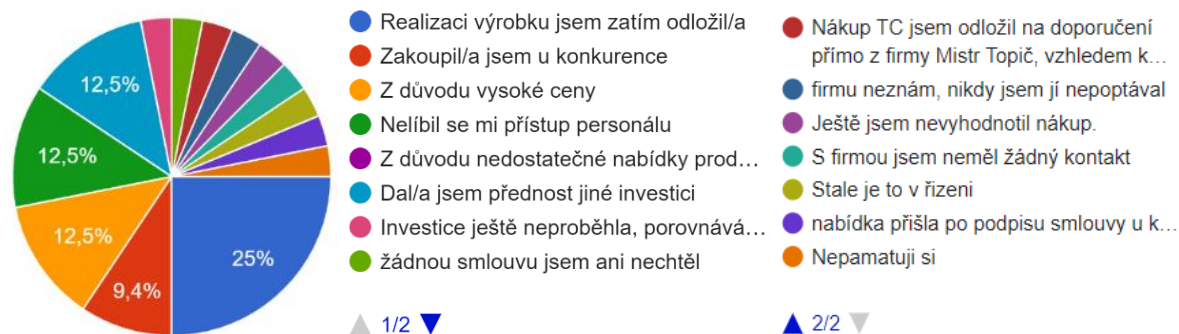 12,5%
12,5%
12,5%
9,4%
25%
Realizaci výrobku jsem zatím odložil/a
Zakoupil/a jsem u konkurence
Z důvodu vysoké ceny
Nelíbil se mi přístup personálu
Z důvodu nedostatečné nabídky prod…
Dal/a jsem přednost jiné investici
Investice ještě neproběhla, porovnává…
žádnou smlouvu jsem ani nechtěl
1/2
Nákup TC jsem odložil na doporučení
přímo z firmy Mistr Topič, vzhledem k…
firmu neznám, nikdy jsem jí nepoptával
Ještě jsem nevyhodnotil nákup.
S firmou jsem neměl žádný kontakt
Stale je to v řizeni
nabídka přišla po podpisu smlouvy u k…
Nepamatuji si
2/2